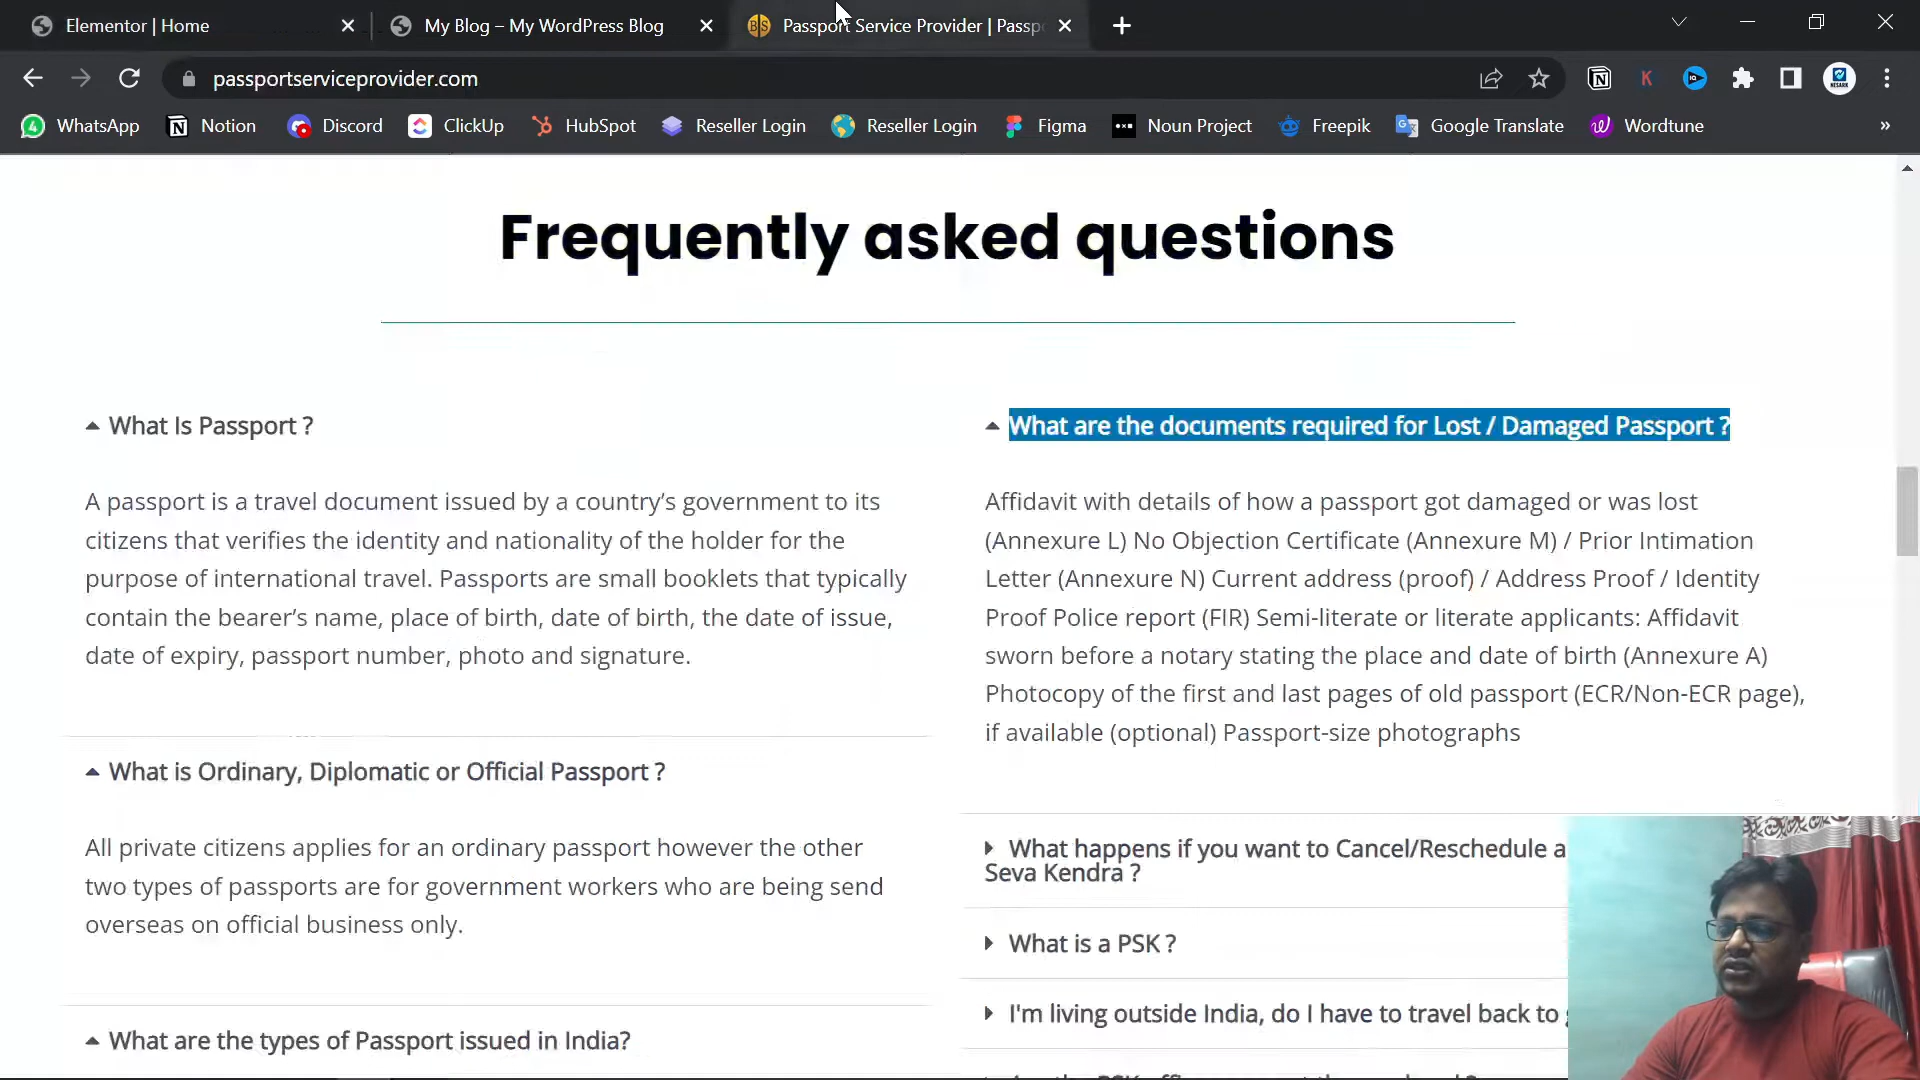 Elementor | Home
My Blog – My WordPress Blog
Passport Service Provider | Passp
passportserviceprovider.com
WhatsApp
Notion
Discord
ClickUp
HubSpot
Reseller Login
Reseller Login
Figma
Noun Project
Freepik
Google Translate
Wordtune
»
Frequently asked questions
What Is Passport ?
A passport is a travel document issued by a country’s government to its
citizens that verifies the identity and nationality of the holder for the
purpose of international travel. Passports are small booklets that typically
contain the bearer’s name, place of birth, date of birth, the date of issue,
date of expiry, passport number, photo and signature.
What is Ordinary, Diplomatic or Official Passport ?
All private citizens applies for an ordinary passport however the other
two types of passports are for government workers who are being send
overseas on official business only.
What are the types of Passport issued in India?
What are the documents required for Lost / Damaged Passport ?
Affidavit with details of how a passport got damaged or was lost
(Annexure L) No Objection Certificate (Annexure M) / Prior Intimation
Letter (Annexure N) Current address (proof) / Address Proof / Identity
Proof Police report (FIR) Semi-literate or literate applicants: Affidavit
sworn before a notary stating the place and date of birth (Annexure A)
Photocopy of the first and last pages of old passport (ECR/Non-ECR page),
if available (optional) Passport-size photographs
What happens if you want to Cancel/Reschedule a
Seva Kendra ?
What is a PSK ?
I'm living outside India, do I have to travel back to